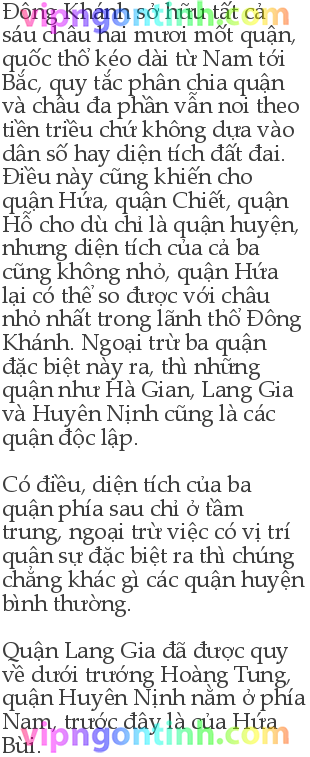 Đông Khánh sở hữu tất cả
sáu châu hai mươi mốt quận,
quốc thổ kéo dài từ Nam tới
Bắc, quy tắc phân chia quận
và châu đa phần vẫn noi theo
tiền triều chứ không dựa vào
dân số hay diện tích đất đai.
Điều này cũng khiến cho
quận Hứa, quận Chiết, quận
Hỗ cho dù chỉ là quận huyện,
nhưng diện tích của cả ba
cũng không nhỏ, quận Hứa
lại có thể so được với châu
nhỏ nhất trong lãnh thổ Đông
Khánh. Ngoại trừ ba quận
đặc biệt này ra, thì những
quận như Hà Gian, Lang Gia
và Huyên Nịnh cũng là các
quận độc lập.
Có điều, diện tích của ba
quận phía sau chỉ ở tầm
trung, ngoại trừ việc có vị trí
quân sự đặc biệt ra thì chúng
chẳng khác gì các quận huyện
bình thường.
Quận Lang Gia đã được quy
về dưới trướng Hoàng Tung,
quận Huyên Nịnh nằm ở phía
Nam, trước đây là của Hứa
Bùi.
vipngontinh.com
vipngontinh.com